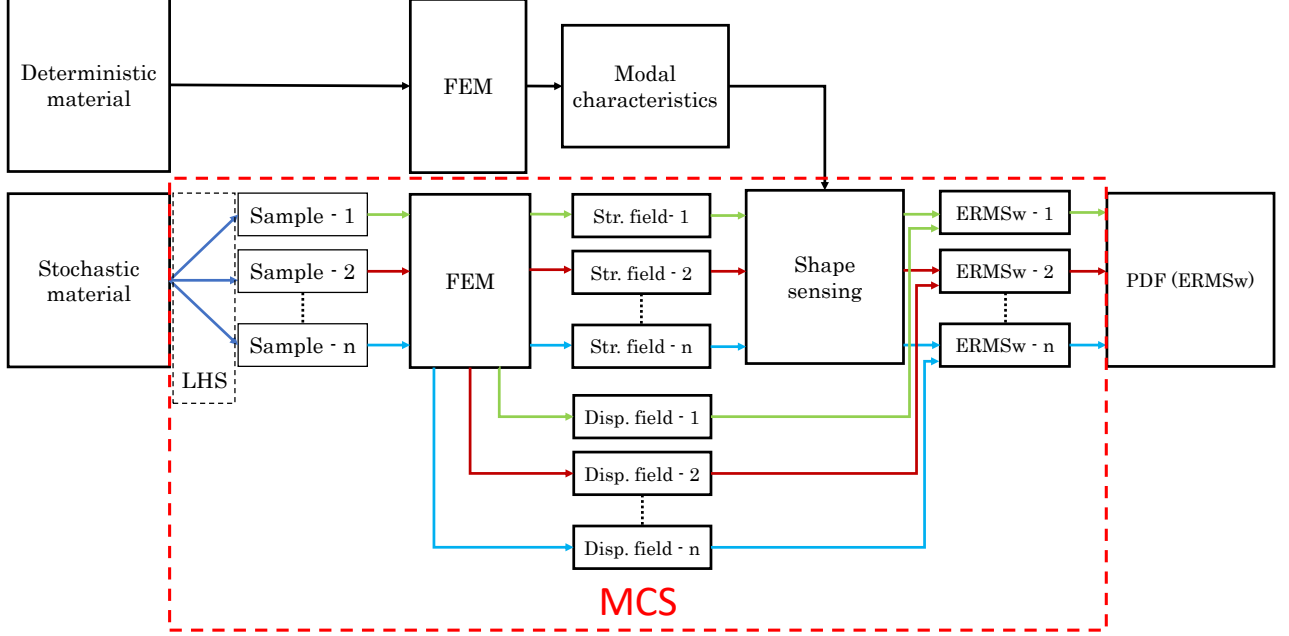 Deterministic
material
FEM
Modal
characteristics
Stochastic
material
LHS
Sample - 1
Sample - 2
Sample - n
FEM
Str. field- 1
Str. field - 2
Str. field - n
Disp. field - 1
Disp. field - 2
Disp. field - n
Shape
sensing
ERMSw - 1
ERMSw - 2
ERMSw - n
PDF (ERMSw)
MCS